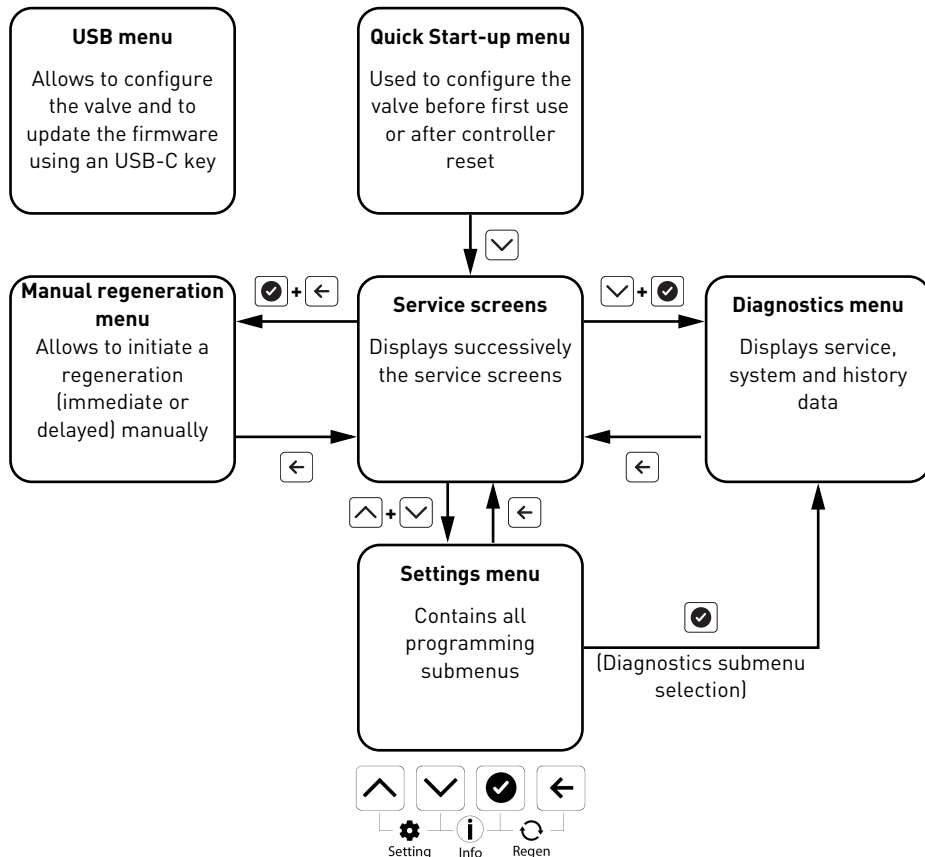 USB menu
Allows to configure
the valve and to
update the firmware
using an USB-C key
Quick Start-up menu
Used to configure the
valve before first use
or after controller
reset
Manual regeneration
menu
Allows to initiate a
regeneration
(immediate or
delayed) manually
+
Service screens
Displays successively
the service screens
+
Diagnostics menu
Displays service,
system and history
data
+
Settings menu
Contains all
programming
submenus
(Diagnostics submenu
selection)
Setting
i
Info
Regen